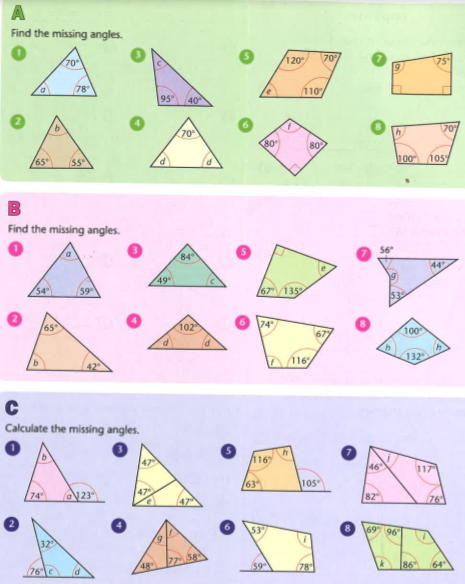 A
Find the missing angles.
1
70°
a
78°
3
c
95°
40°
5
120°
70°
e
110°
7
g
75°
2
b
65°
55°
4
70°
d
d
6
f
80°
80°
8
h
70°
100°
105°
B
Find the missing angles.
1
a
54°
59°
3
84°
49°
c
5
e
67°
135°
7
56°
44°
g
53°
2
65°
b
42°
4
102°
d
d
6
74°
67°
f
116°
8
100°
h
h
132°
C
Calculate the missing angles.
1
b
74°
a
123°
3
47°
47°
e
47°
5
116°
h
63°
105°
7
46°
j
117°
82°
76°
2
32°
76°
c
d
4
g
f
48°
77°
58°
6
53°
i
59°
78°
8
69°
96°
l
k
86°
64°